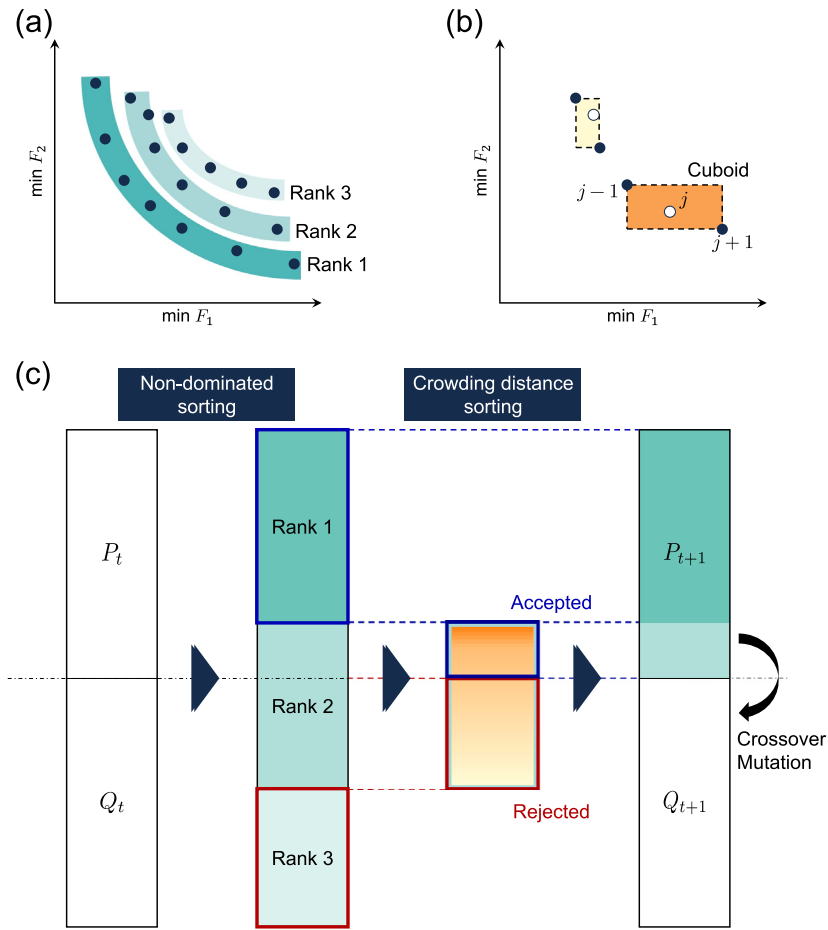 (a)
min F₂
Rank 3
Rank 2
Rank 1
min F₁
(b)
min F₂
Cuboid
j − 1
j
j + 1
min F₁
(c)
Non-dominated
sorting
Crowding distance
sorting
Rank 1
Pₜ
Pₜ₊₁
Accepted
Rank 2
Crossover
Mutation
Qₜ
Qₜ₊₁
Rejected
Rank 3